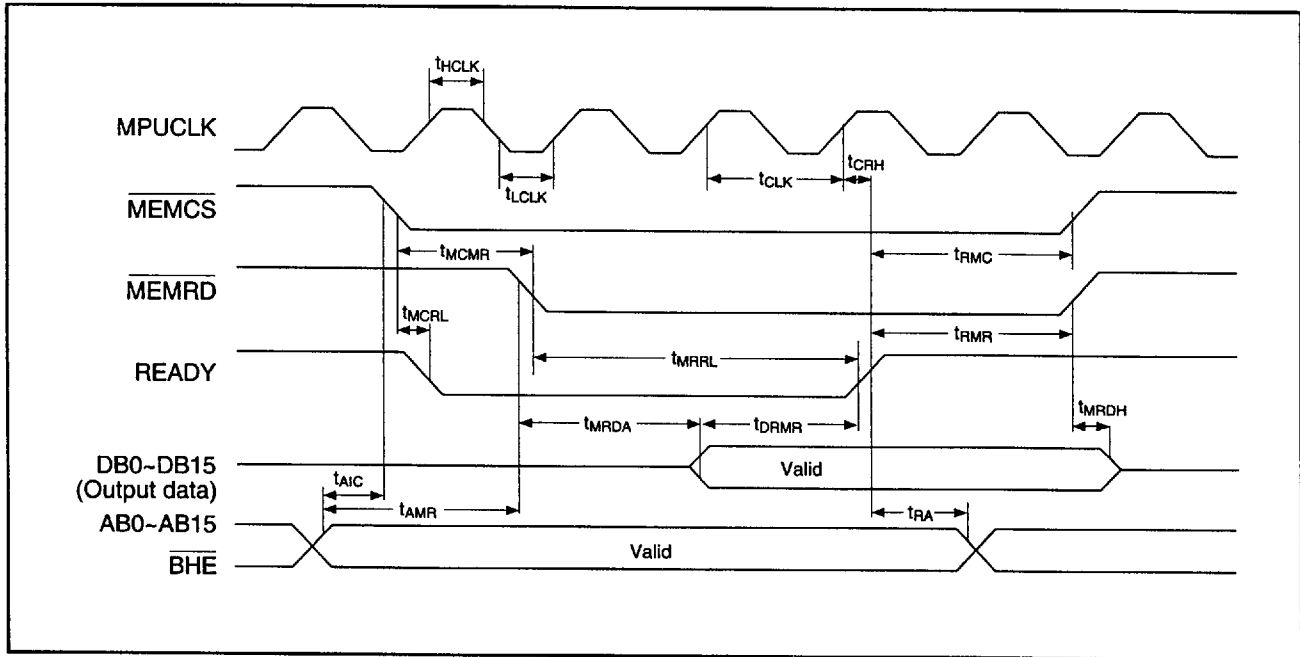 tHCLK
MPUCLK
tLCLK
tCLK
tCRH
MEMCS
tMCMR
tRMC
MEMRD
tMCRL
tRMR
READY
tMRRL
tMRDH
tMRDA
tDRMR
DB0~DB15
(Output data)
Valid
tAIC
tAMR
AB0~AB15
tRA
BHE
Valid